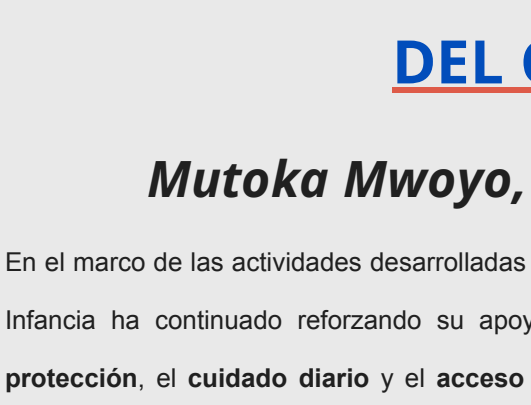 DEL
Mutoka Mwoyo,
En el marco de las actividades desarrolladas
Infancia ha continuado reforzando su
protección, el cuidado diario y el acceso